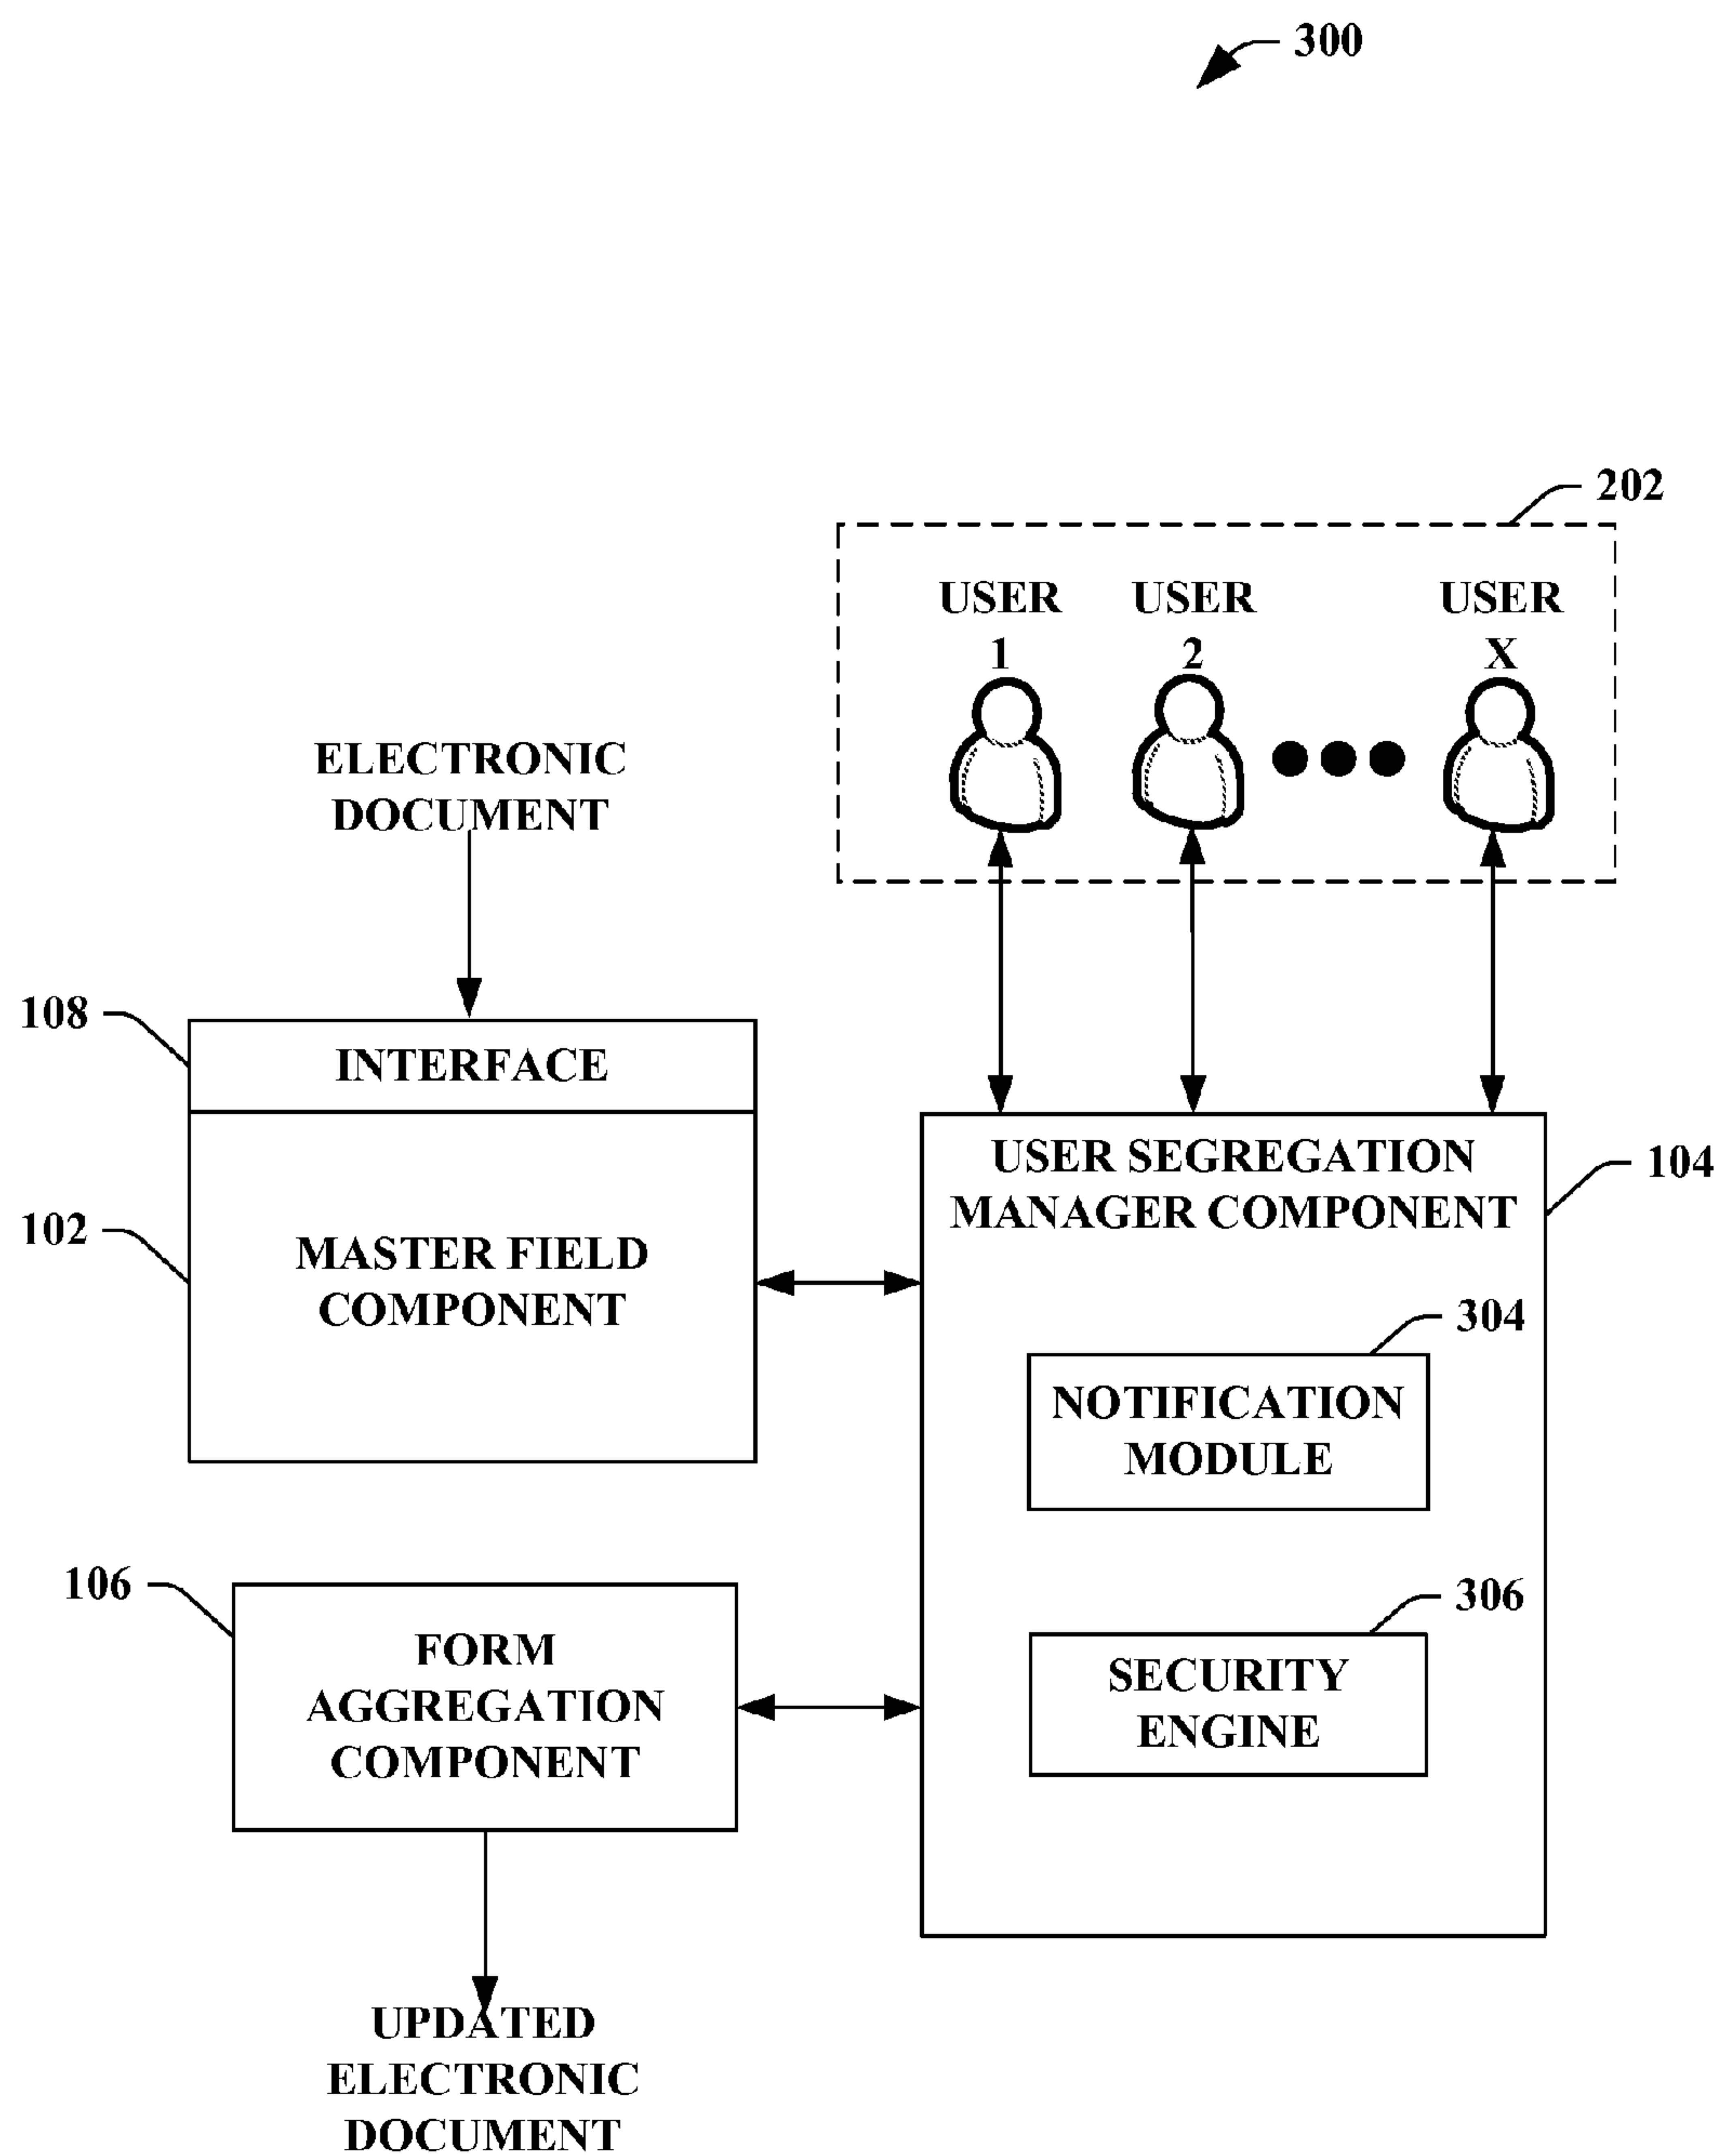 300
202
USER
1
USER
2
USER
X
ELECTRONIC
DOCUMENT
108
INTERFACE
102
MASTER FIELD
COMPONENT
USER SEGREGATION
MANAGER COMPONENT
104
304
NOTIFICATION
MODULE
306
SECURITY
ENGINE
106
FORM
AGGREGATION
COMPONENT
UPDATED
ELECTRONIC
DOCUMENT